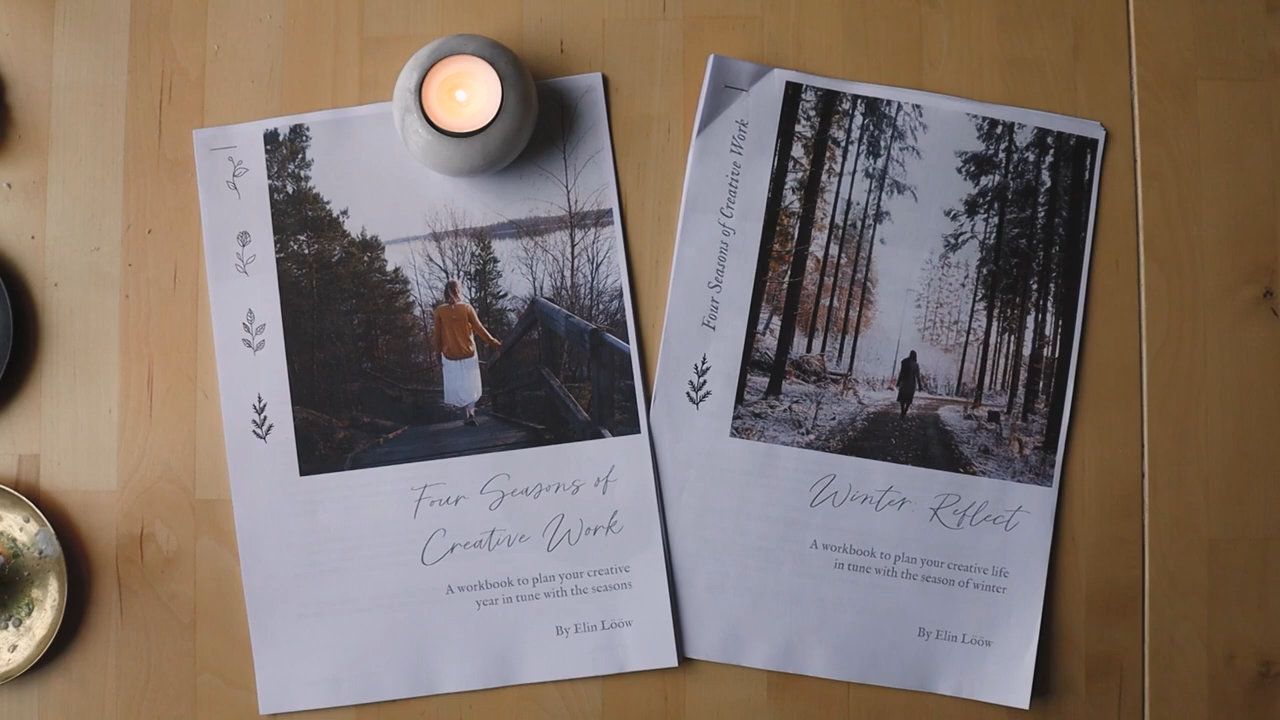 Four Seasons of
Creative Work
A workbook to plan your creative
year in tune with the seasons
By Elin Lööw
Four Seasons of Creative Work
Winter: Reflect
A workbook to plan your creative life
in tune with the season of winter
By Elin Lööw